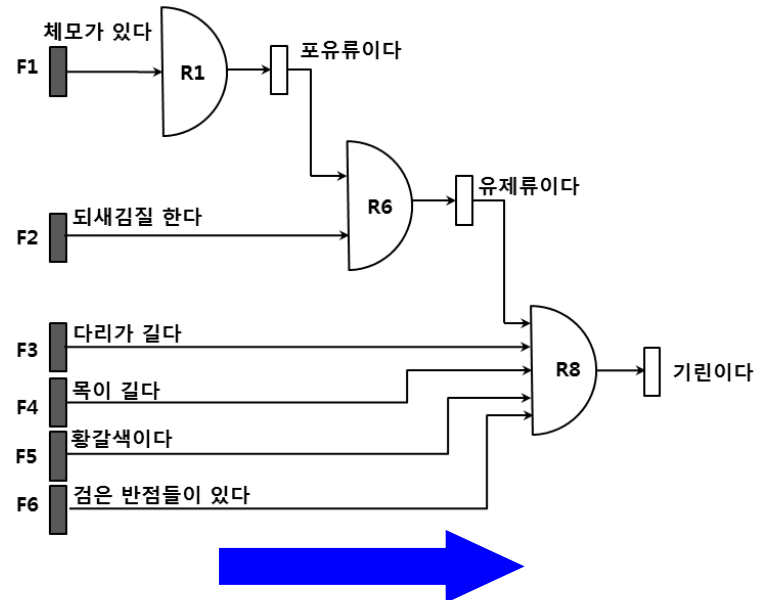 체모가 있다
F1
R1
포유류이다
R6
유제류이다
되새김질 한다
F2
다리가 길다
F3
R8
기린이다
목이 길다
F4
황갈색이다
F5
검은 반점들이 있다
F6